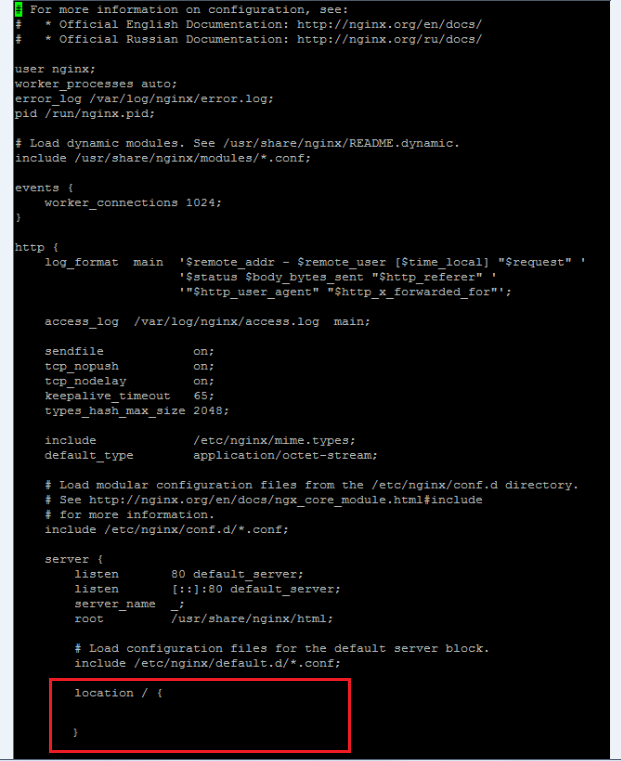 # For more information on configuration, see:
#   * Official English Documentation: http://nginx.org/en/docs/
#   * Official Russian Documentation: http://nginx.org/ru/docs/

user nginx;
worker_processes auto;
error_log /var/log/nginx/error.log;
pid /run/nginx.pid;

# Load dynamic modules. See /usr/share/nginx/README.dynamic.
include /usr/share/nginx/modules/*.conf;

events {
    worker_connections 1024;
}

http {
    log_format  main  '$remote_addr - $remote_user [$time_local] "$request" '
                      '$status $body_bytes_sent "$http_referer" '
                      '"$http_user_agent" "$http_x_forwarded_for"';

    access_log  /var/log/nginx/access.log  main;

    sendfile            on;
    tcp_nopush          on;
    tcp_nodelay         on;
    keepalive_timeout   65;
    types_hash_max_size 2048;

    include             /etc/nginx/mime.types;
    default_type        application/octet-stream;

    # Load modular configuration files from the /etc/nginx/conf.d directory.
    # See http://nginx.org/en/docs/ngx_core_module.html#include
    # for more information.
    include /etc/nginx/conf.d/*.conf;

    server {
        listen       80 default_server;
        listen       [::]:80 default_server;
        server_name  _;
        root         /usr/share/nginx/html;

        # Load configuration files for the default server block.
        include /etc/nginx/default.d/*.conf;

        location / {

        }